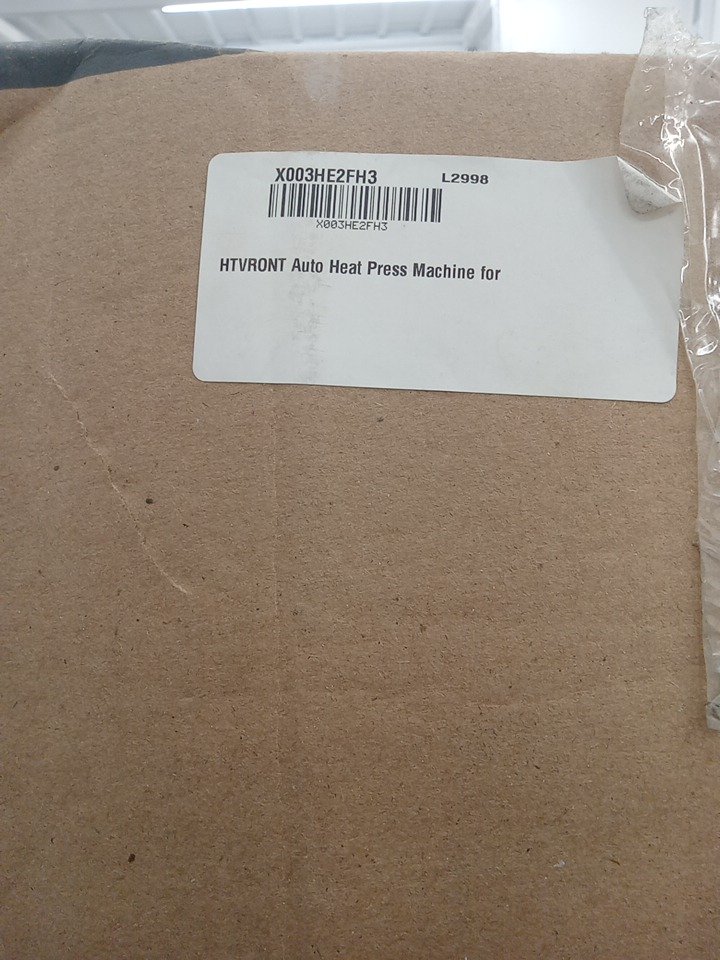 X003HE2FH3 L2998
X003HE2FH3
HTVRONT Auto Heat Press Machine for